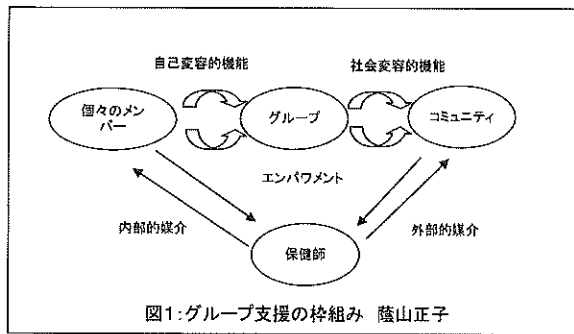 自己変容的機能
社会変容的機能
個々のメン
バー
グループ
コミュニティ
エンパワメント
内部的媒介
外部的媒介
保健師
図1:グループ支援の枠組み 蔭山正子